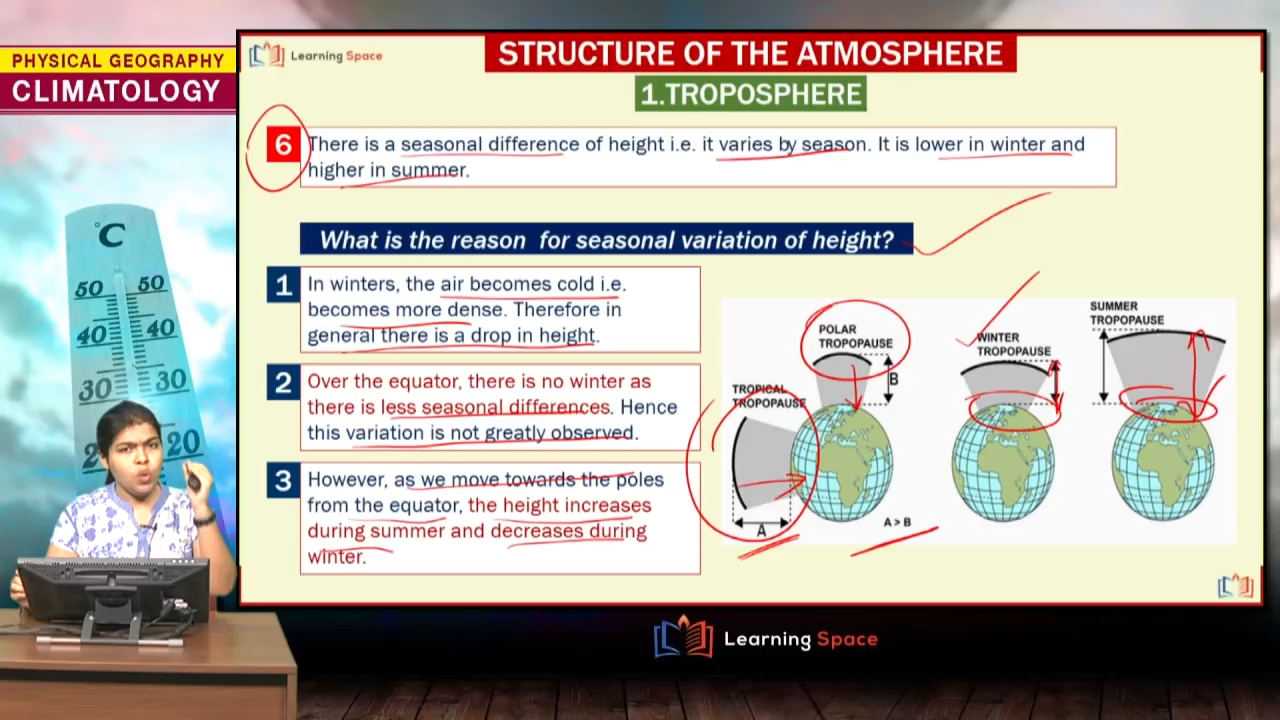 PHYSICAL GEOGRAPHY
CLIMATOLOGY
Learning Space
STRUCTURE OF THE ATMOSPHERE
1.TROPOSPHERE
6
There is a seasonal difference of height i.e. it varies by season. It is lower in winter and
higher in summer.
What is the reason for seasonal variation of height?
1
In winters, the air becomes cold i.e.
becomes more dense. Therefore in
general there is a drop in height.
2
Over the equator, there is no winter as
there is less seasonal differences. Hence
this variation is not greatly observed.
3
However, as we move towards the poles
from the equator, the height increases
during summer and decreases during
winter.
TROPICAL
TROPOPAUSE
A
POLAR
TROPOPAUSE
B
A > B
WINTER
TROPOPAUSE
SUMMER
TROPOPAUSE
°C
50 50
40 40
30 30
20
Learning Space